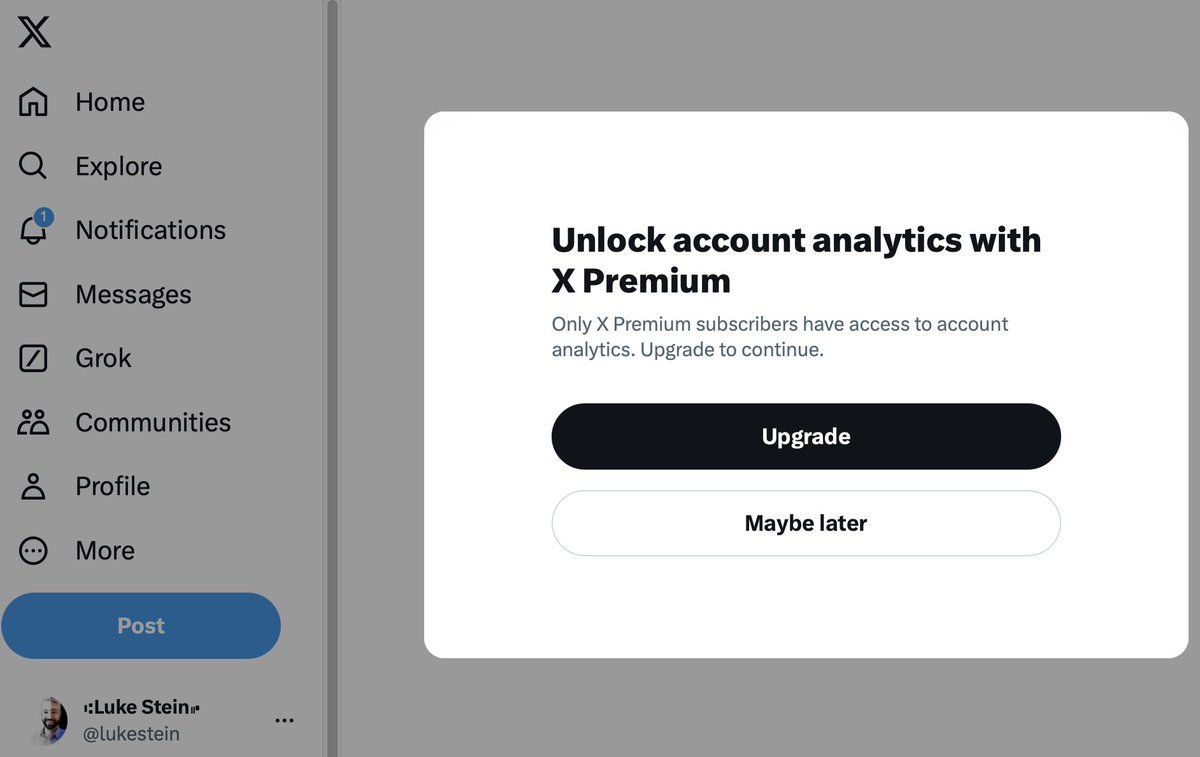 Home
Explore
1
Notifications
Messages
Grok
Communities
Profile
More
Post
Luke Stein
@lukestein
Unlock account analytics with
X Premium
Only X Premium subscribers have access to account
analytics. Upgrade to continue.
Upgrade
Maybe later